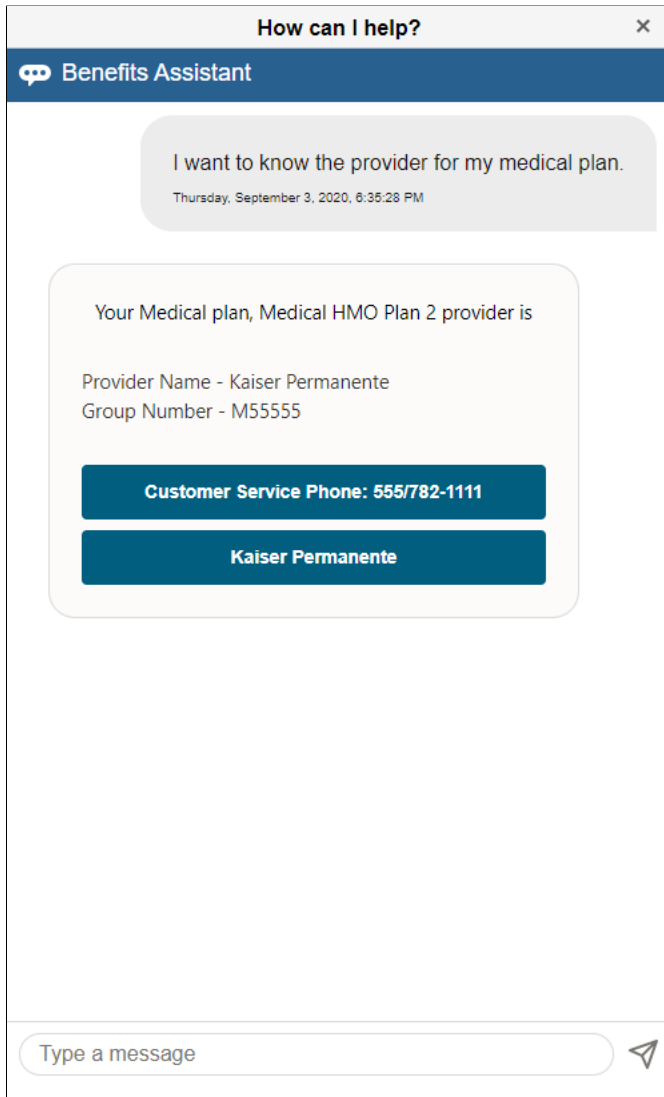 How can I help?
Benefits Assistant
I want to know the provider for my medical plan.
Thursday, September 3, 2020, 6:35:28 PM
Your Medical plan, Medical HMO Plan 2 provider is
Provider Name - Kaiser Permanente
Group Number - M55555
Customer Service Phone: 555/782-1111
Kaiser Permanente
Type a message